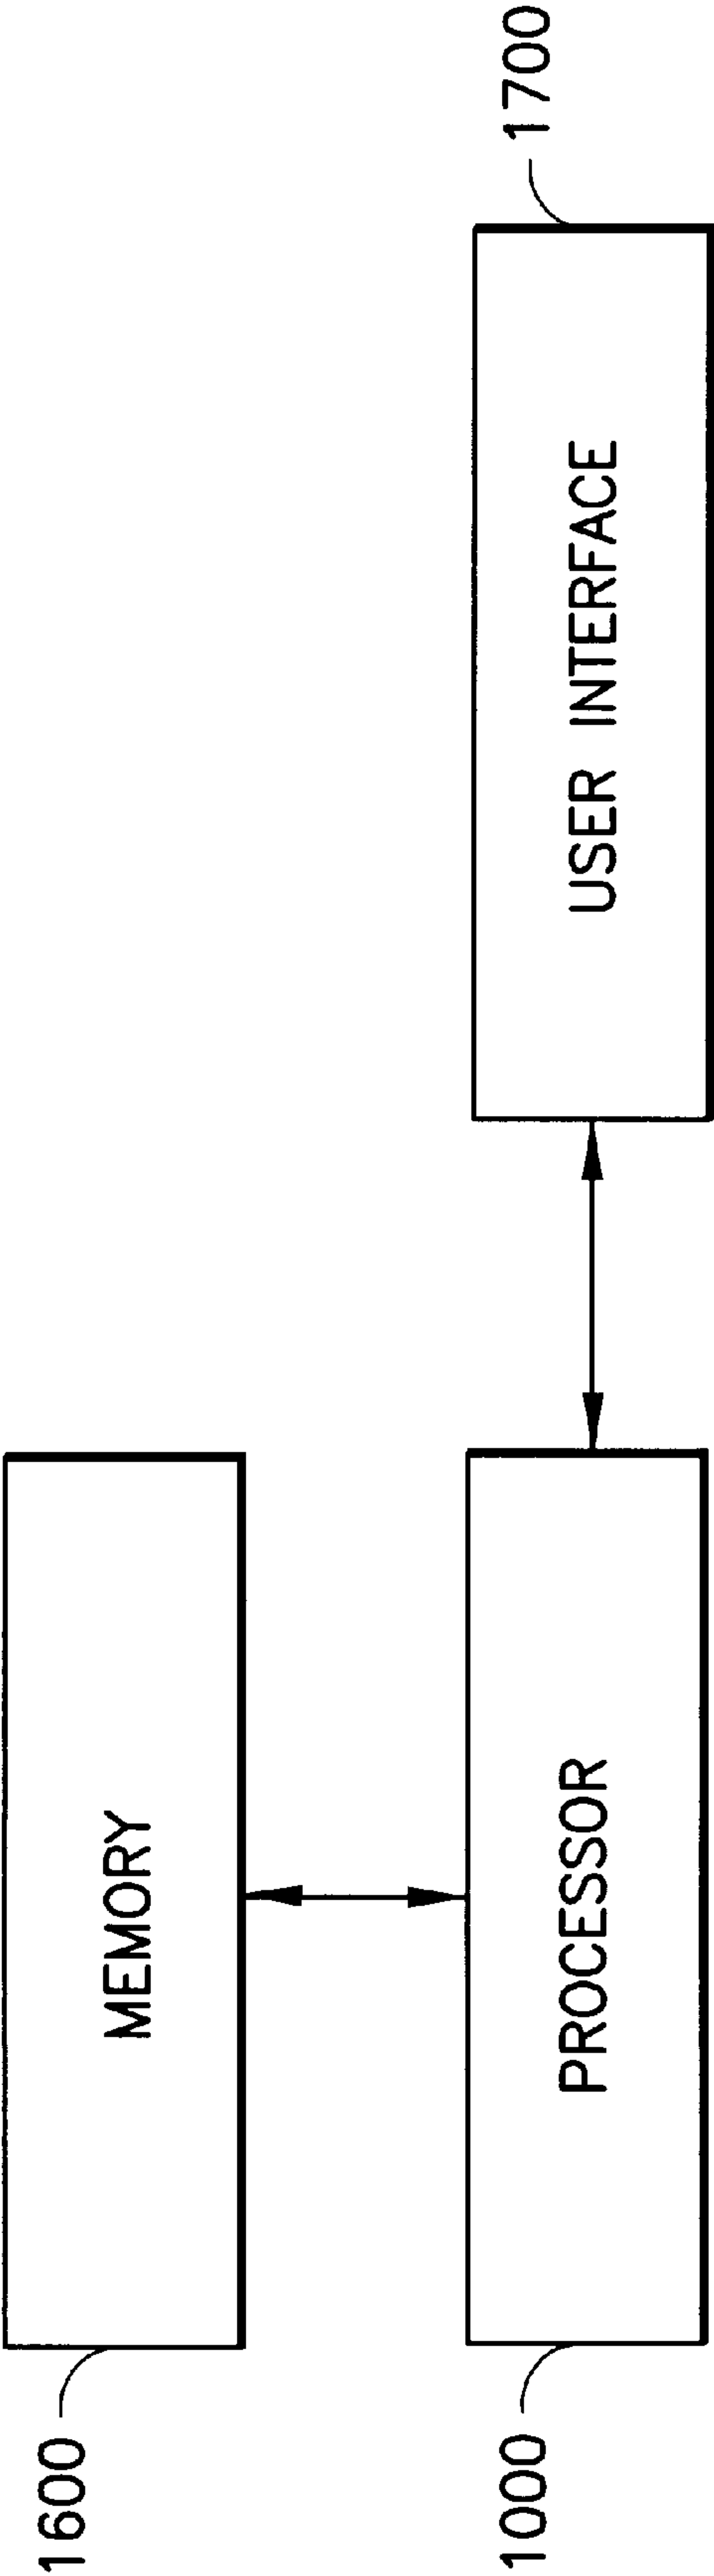 1600
MEMORY
1000
PROCESSOR
USER INTERFACE
1700